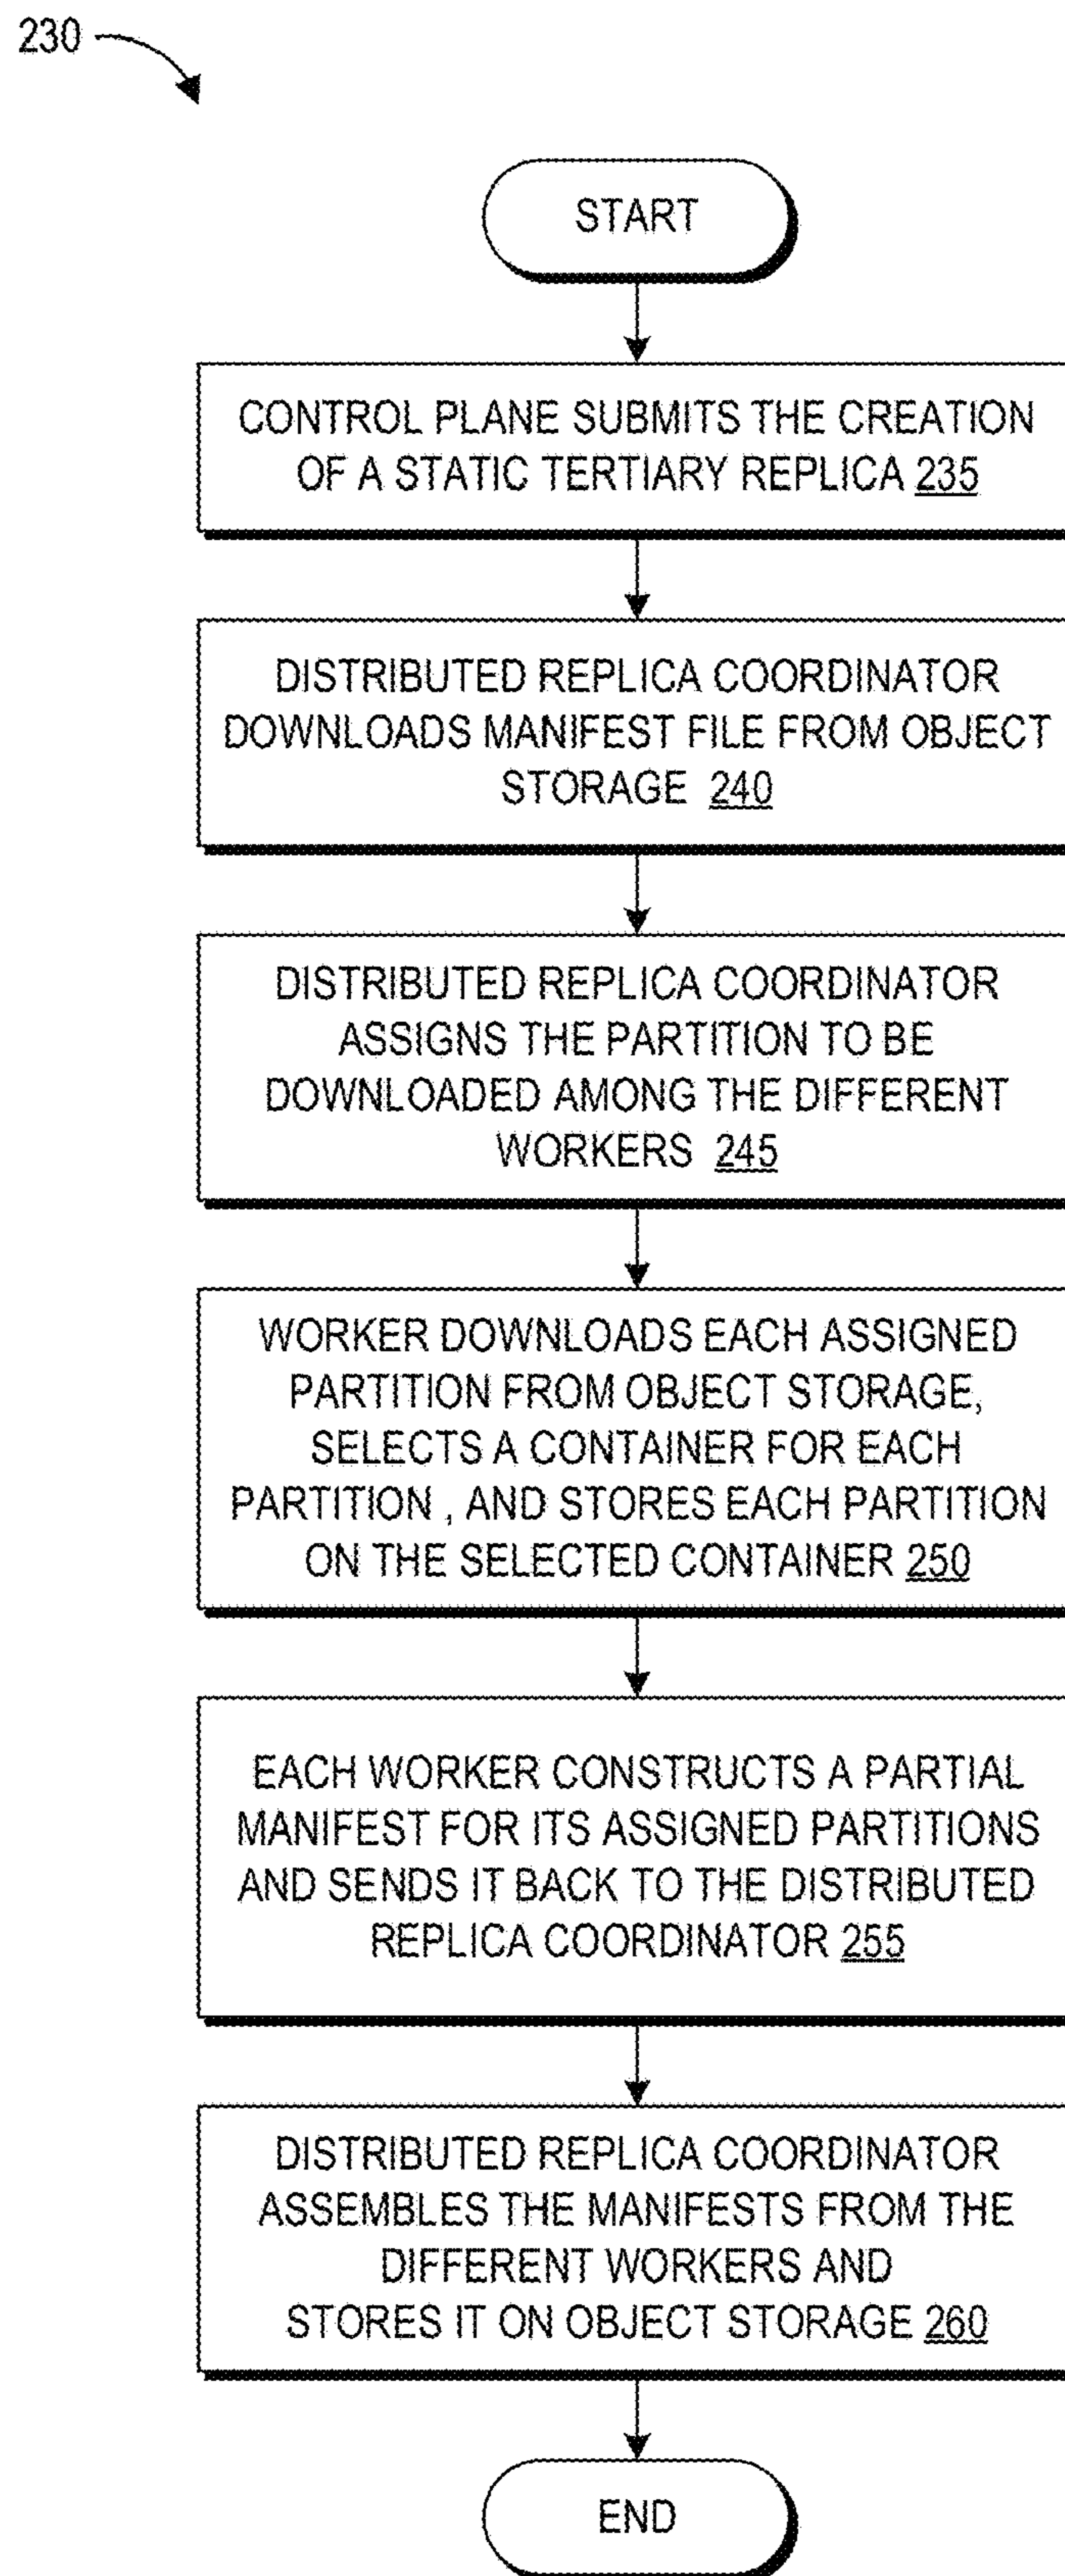 230
START
CONTROL PLANE SUBMITS THE CREATION
OF A STATIC TERTIARY REPLICA 235
DISTRIBUTED REPLICA COORDINATOR
DOWNLOADS MANIFEST FILE FROM OBJECT
STORAGE 240
DISTRIBUTED REPLICA COORDINATOR
ASSIGNS THE PARTITION TO BE
DOWNLOADED AMONG THE DIFFERENT
WORKERS 245
WORKER DOWNLOADS EACH ASSIGNED
PARTITION FROM OBJECT STORAGE,
SELECTS A CONTAINER FOR EACH
PARTITION , AND STORES EACH PARTITION
ON THE SELECTED CONTAINER 250
EACH WORKER CONSTRUCTS A PARTIAL
MANIFEST FOR ITS ASSIGNED PARTITIONS
AND SENDS IT BACK TO THE DISTRIBUTED
REPLICA COORDINATOR 255
DISTRIBUTED REPLICA COORDINATOR
ASSEMBLES THE MANIFESTS FROM THE
DIFFERENT WORKERS AND
STORES IT ON OBJECT STORAGE 260
END